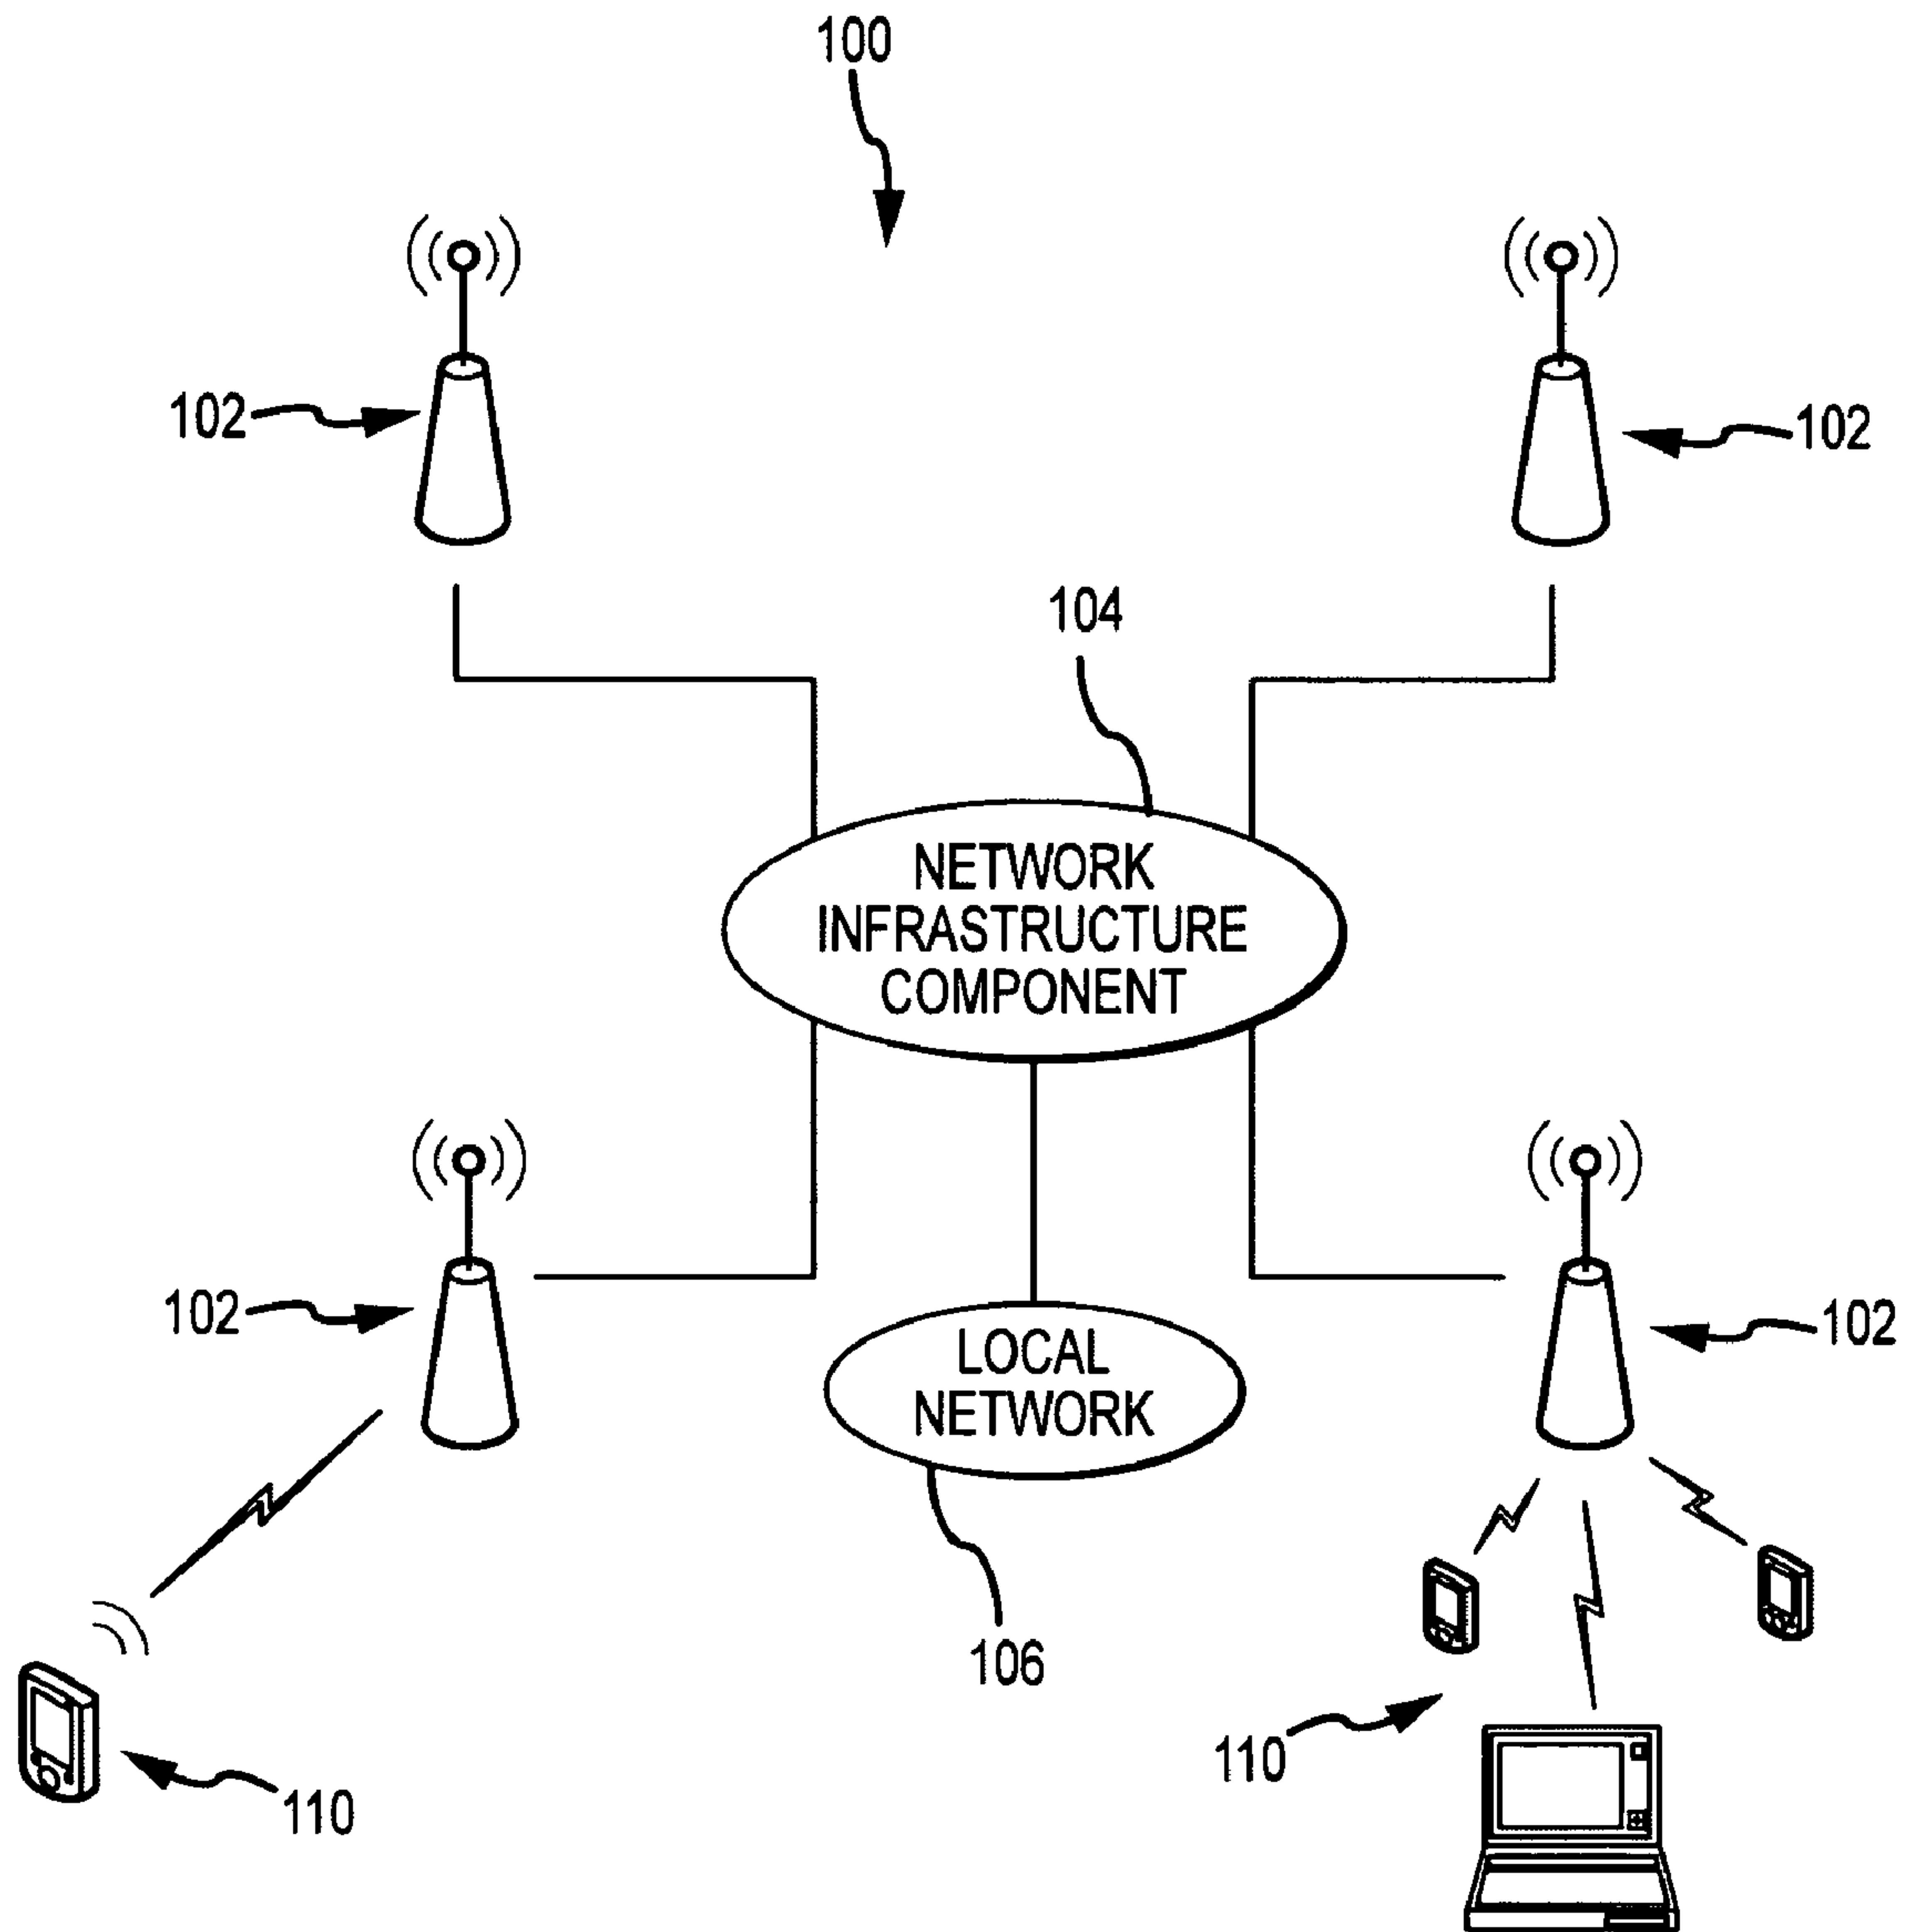 100
102
102
104
NETWORK
INFRASTRUCTURE
COMPONENT
102
102
LOCAL
NETWORK
106
110
110